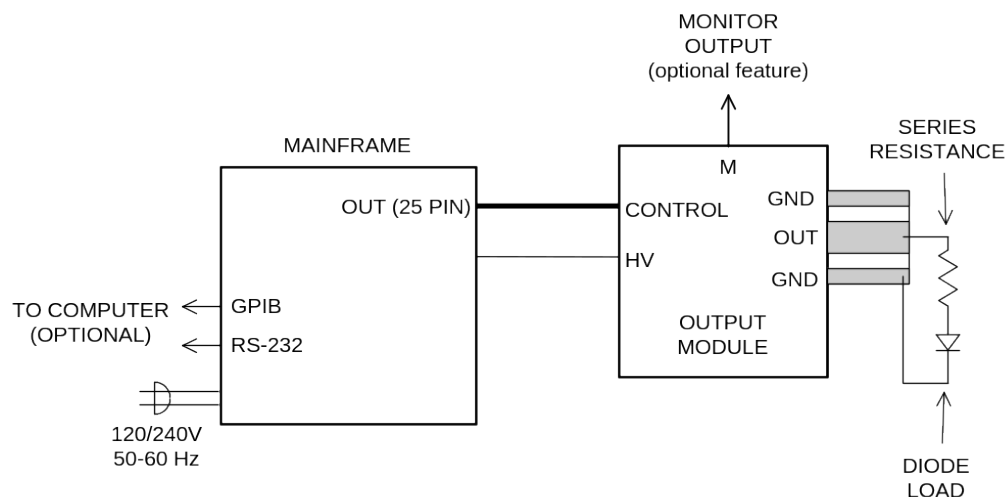 MONITOR
OUTPUT
(optional feature)
SERIES
RESISTANCE
MAINFRAME
M
OUT (25 PIN)
CONTROL
GND
OUT
HV
GND
TO COMPUTER
(OPTIONAL)
GPIB
RS-232
OUTPUT
MODULE
120/240V
50-60 Hz
DIODE
LOAD